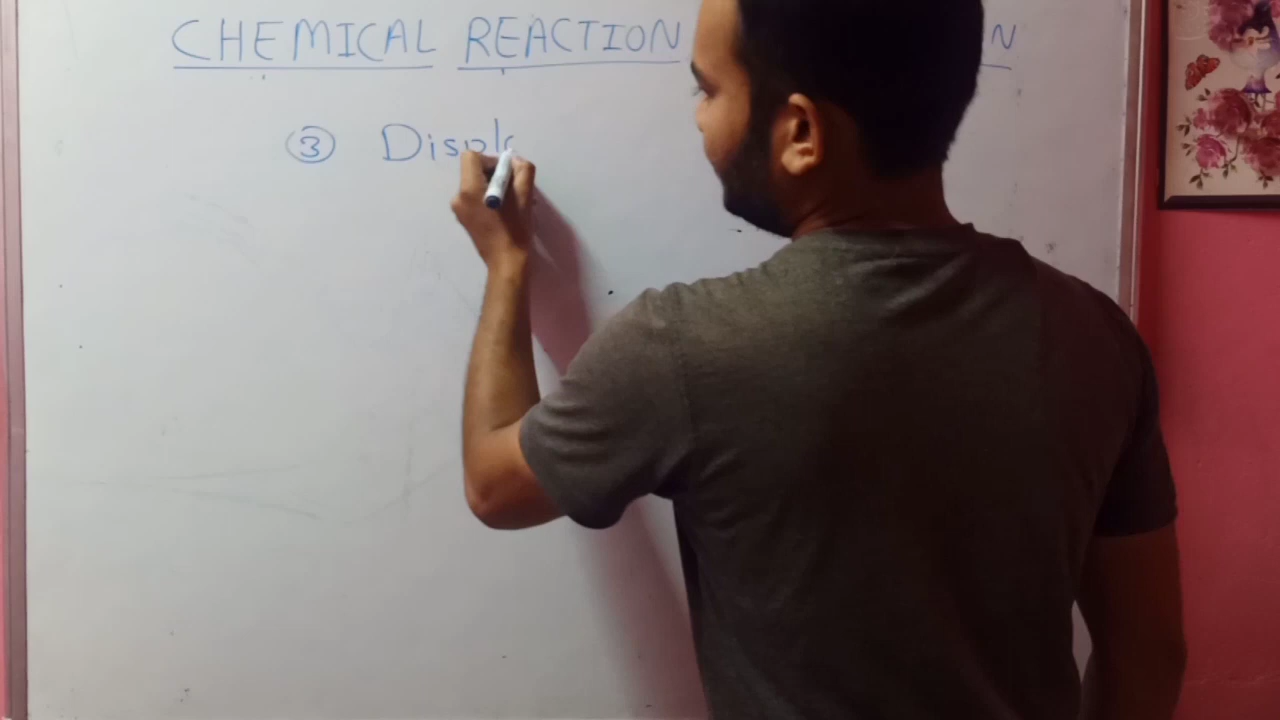 CHEMICAL REACTION N
③ Displ